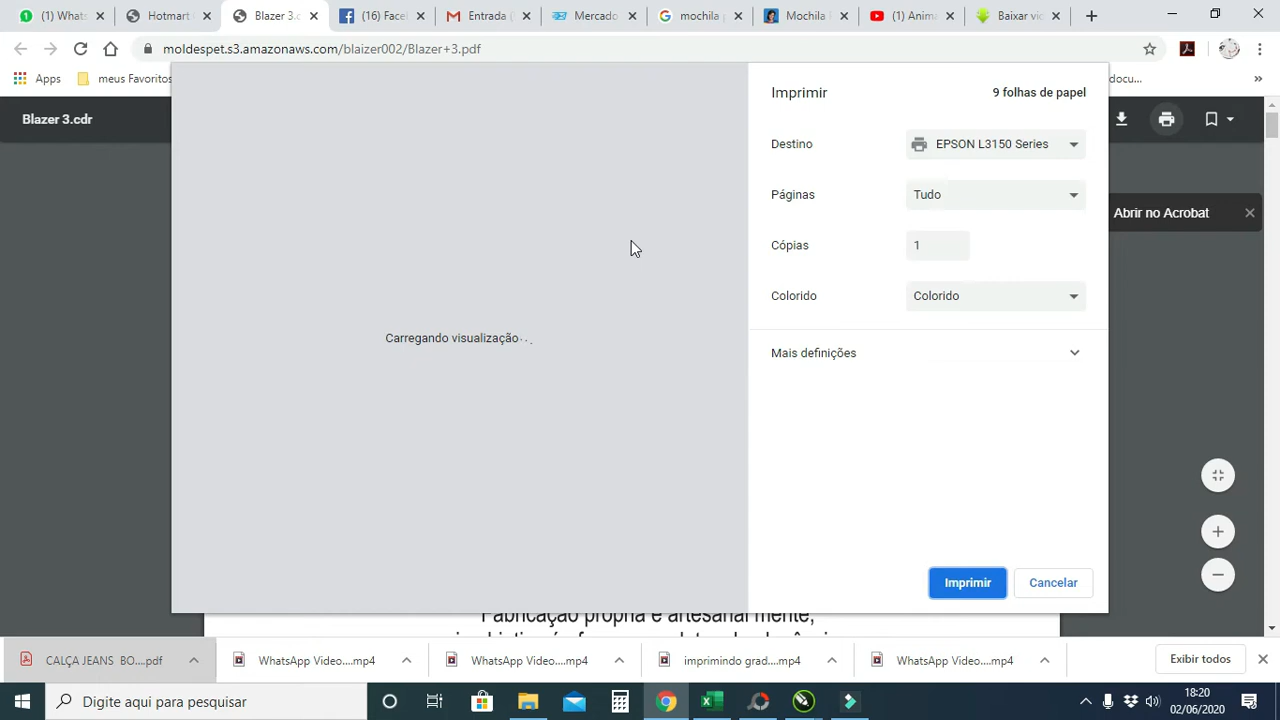 (1) Whats
Hotmart
Blazer 3.c
(16) Face
Entrada (
Mercado
mochila p
Mochila
(1) Anima
Baixar víd
moldespet.s3.amazonaws.com/blaizer002/Blazer+3.pdf
Apps
meus Favoritos
docu...
Blazer 3.cdr
Imprimir
9 folhas de papel
Destino
EPSON L3150 Series
Páginas
Tudo
Abrir no Acrobat
Cópias
1
Colorido
Colorido
Carregando visualização
Mais definições
Imprimir
Cancelar
Fabricação própria e artesanal mente,
CALÇA JEANS BO....pdf
WhatsApp Video....mp4
WhatsApp Video....mp4
imprimindo grad....mp4
WhatsApp Video....mp4
Exibir todos
Digite aqui para pesquisar
18:20
02/06/2020